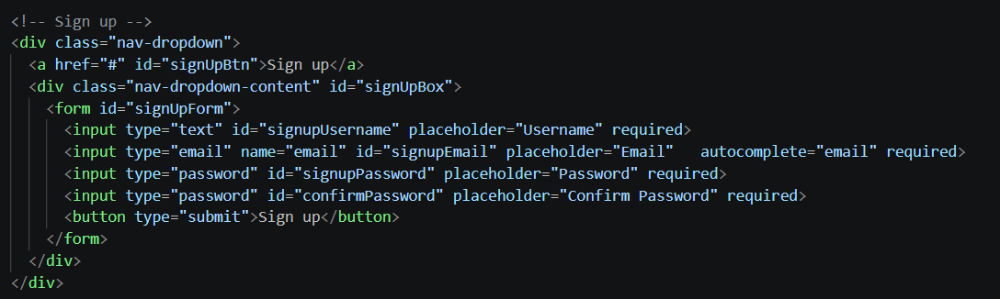 <!-- Sign up -->
<div class="nav-dropdown">
<a href="#" id="signUpBtn">Sign up</a>
<div class="nav-dropdown-content" id="signUpBox">
<form id="signUpForm">
<input type="text" id="signupUsername" placeholder="Username" required>
<input type="email" name="email" id="signupEmail" placeholder="Email"   autocomplete="email" required>
<input type="password" id="signupPassword" placeholder="Password" required>
<input type="password" id="confirmPassword" placeholder="Confirm Password" required>
<button type="submit">Sign up</button>
</form>
</div>
</div>